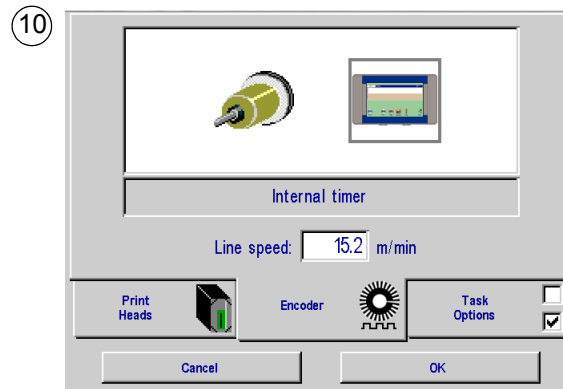 10
Internal timer
Line speed: 15.2 m/min
Print
Heads
Encoder
Task
Options
Cancel
OK